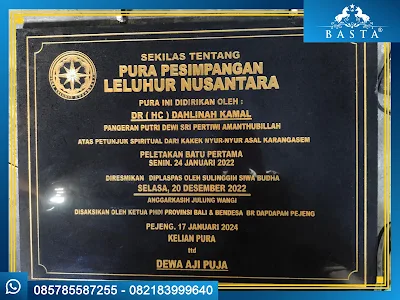 BASTA®
SEKILAS TENTANG
PURA PESIMPANGAN
LELUHUR NUSANTARA
PURA INI DIDIRIKAN OLEH :
DR ( HC ) DAHLINAH KAMAL
PANGERAN PUTRI DEWI SRI PERTIWI AMANTHUBILLAH
ATAS PETUNJUK SPIRITUAL DARI KAKEK NYUR-NYUR ASAL KARANGASEM
PELETAKAN BATU PERTAMA
SENIN, 24 JANUARI 2022
DIRESMIKAN DIPLASPAS OLEH SULINGGIH SIWA BUDHA
SELASA, 20 DESEMBER 2022
ANGGARKASIH JULUNG WANGI
DISAKSIKAN OLEH KETUA PHDI PROVINSI BALI & BENDESA BR DAPDAPAN PEJENG
PEJENG, 17 JANUARI 2024
KELIAN PURA
ttd
DEWA AJI PUJA
085785587255 — 082183999640